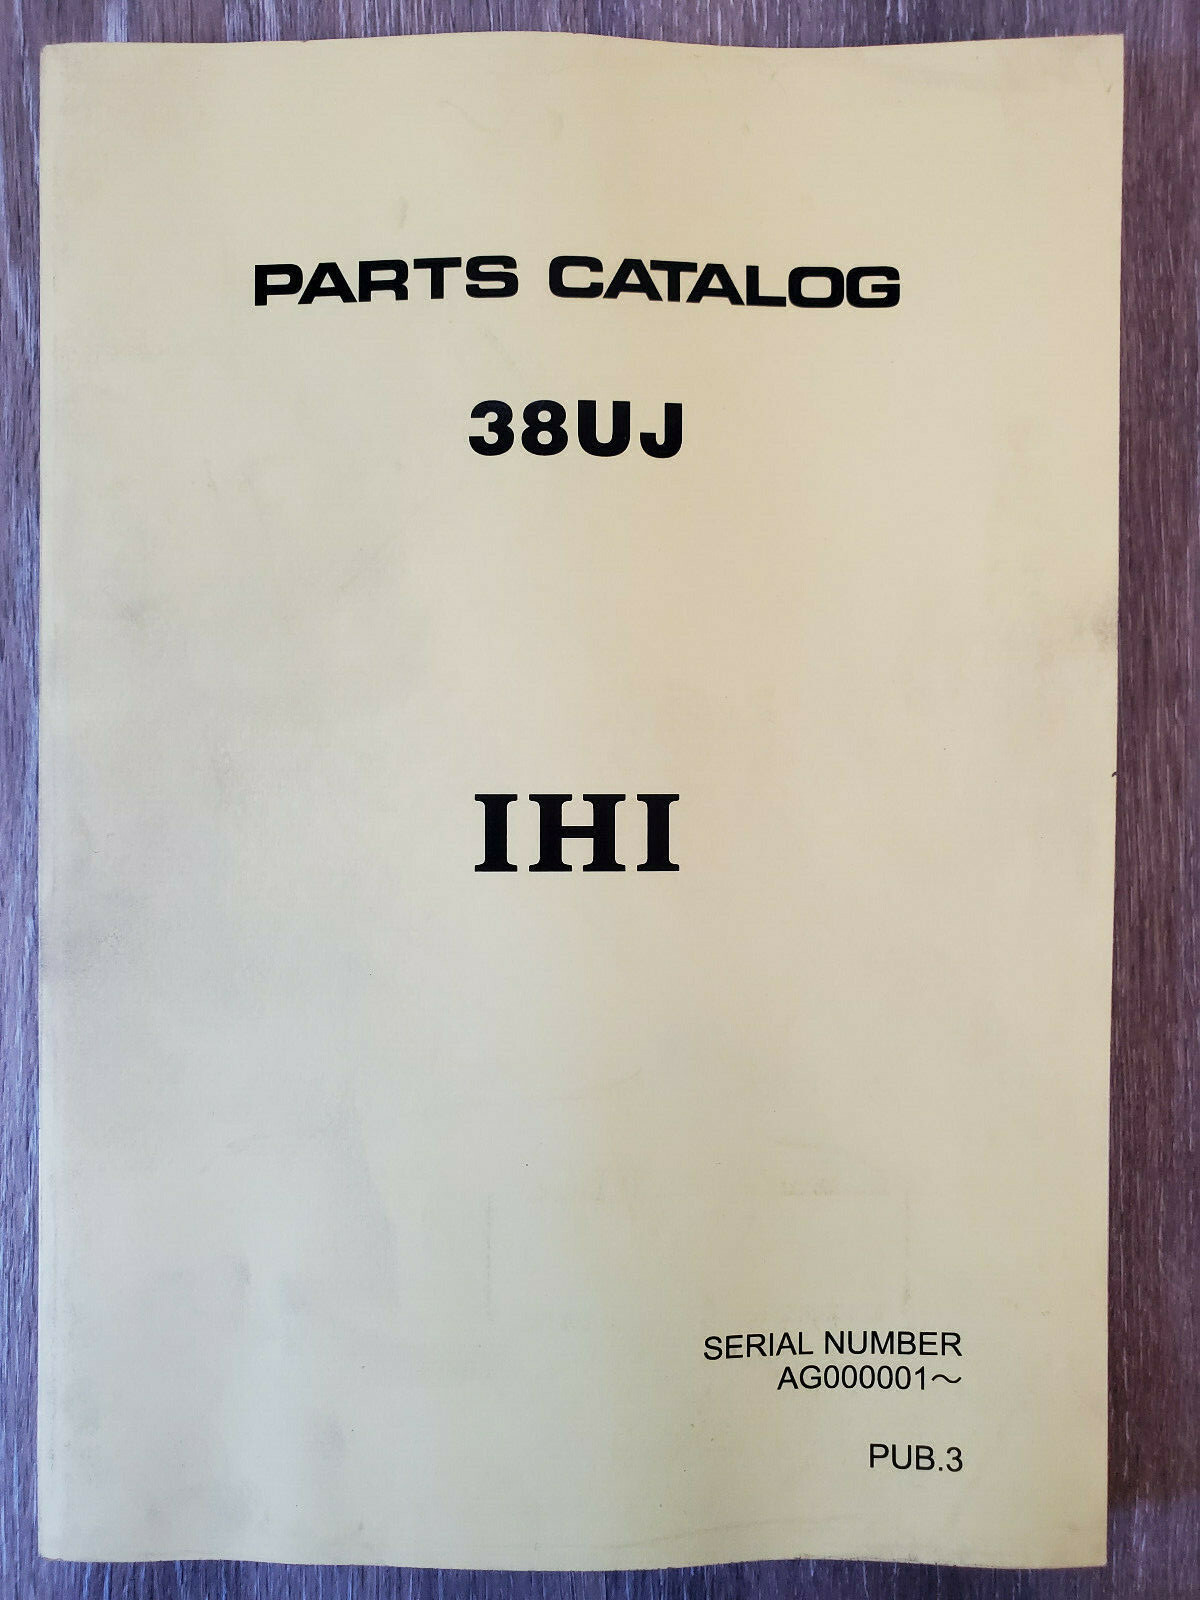 PARTS CATALOG
38UJ
IHI
SERIAL NUMBER
AG000001～
PUB.3